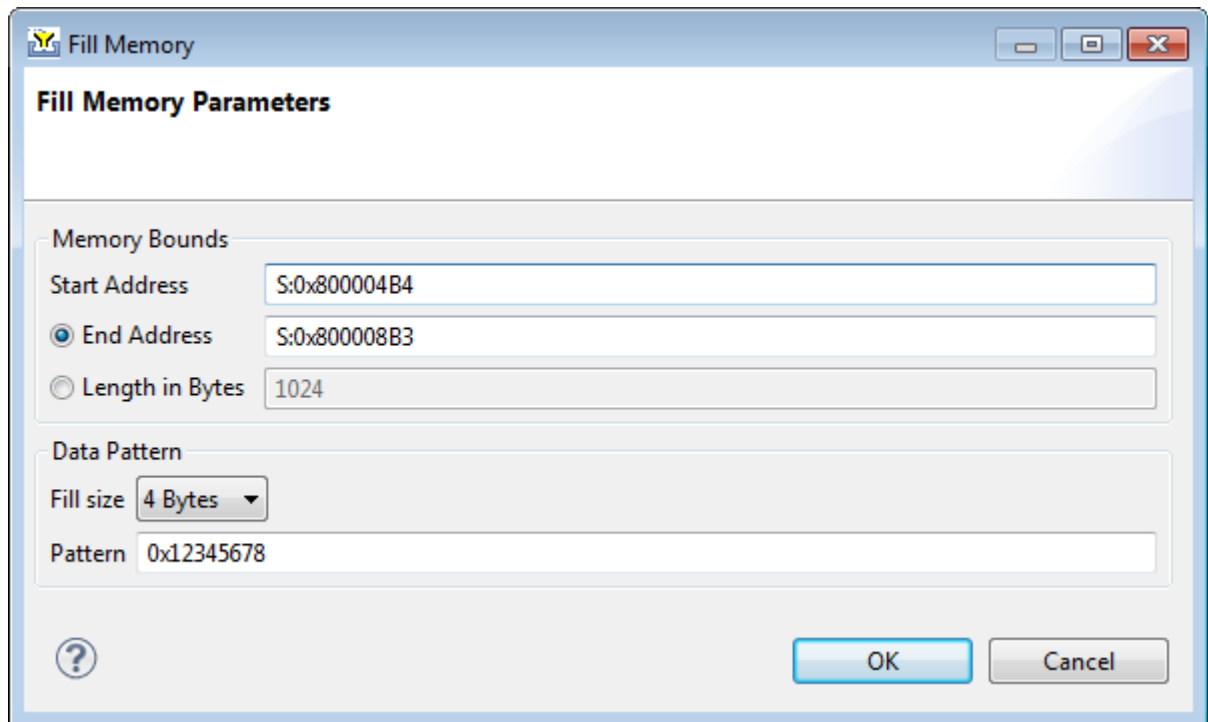 Fill Memory
Fill Memory Parameters
Memory Bounds
Start Address S:0x800004B4
End Address S:0x800008B3
Length in Bytes 1024
Data Pattern
Fill size 4 Bytes
Pattern 0x12345678
? OK Cancel